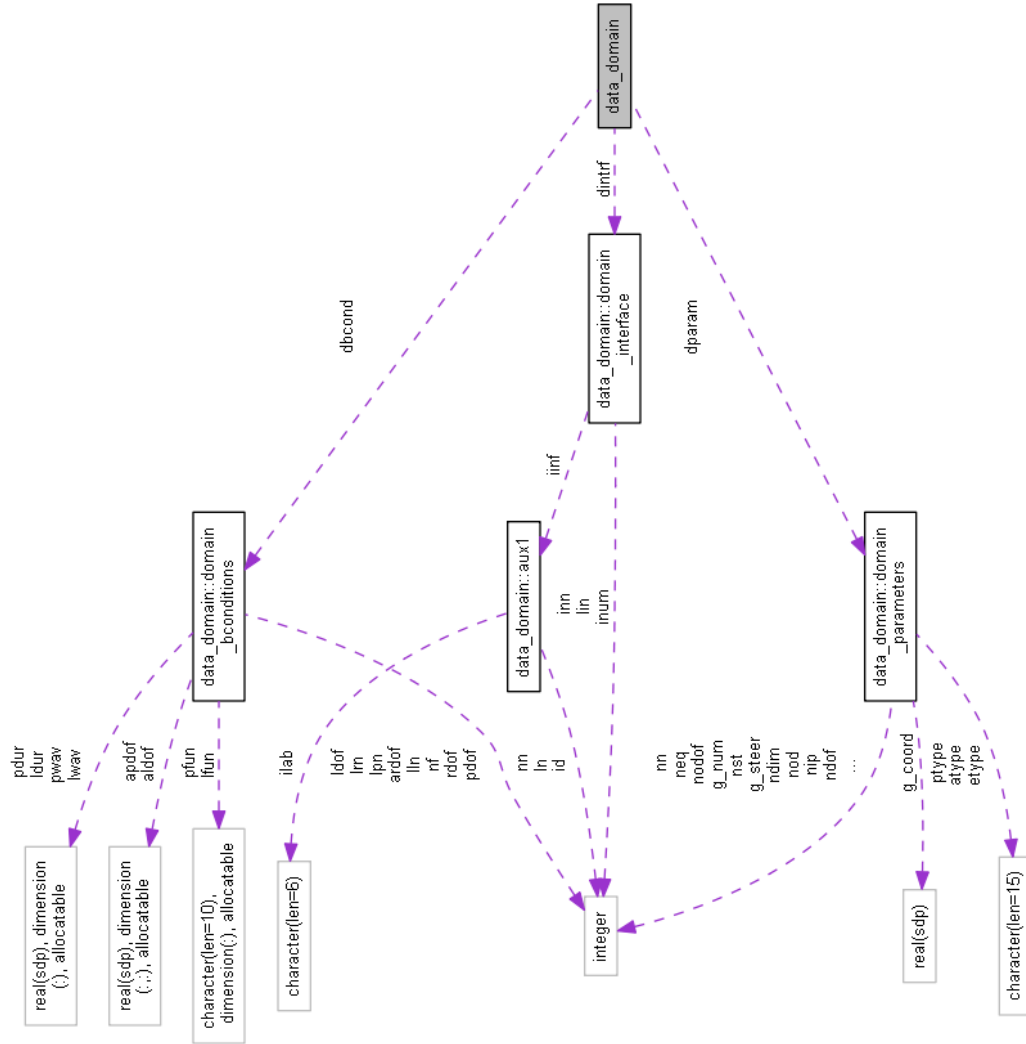 data_domain
dbcond
dintrf
dparam
data_domain::domain
_interface
iinf
inn
lin
inum
data_domain::domain
_bconditions
data_domain::aux1
data_domain::domain
_parameters
pdur
ldur
pwav
lwav
apdof
aldof
pfun
lfun
ilab
ldof
lrn
lpn
ardof
lln
nf
rdof
pdof
nn
ln
id
nn
neq
nodof
g_num
nst
g_steer
ndim
nod
nip
ndof
...
g_coord
ptype
atype
etype
real(sdp), dimension
(:), allocatable
real(sdp), dimension
(: ,:), allocatable
character(len=10),
dimension(:), allocatable
character(len=6)
integer
real(sdp)
character(len=15)